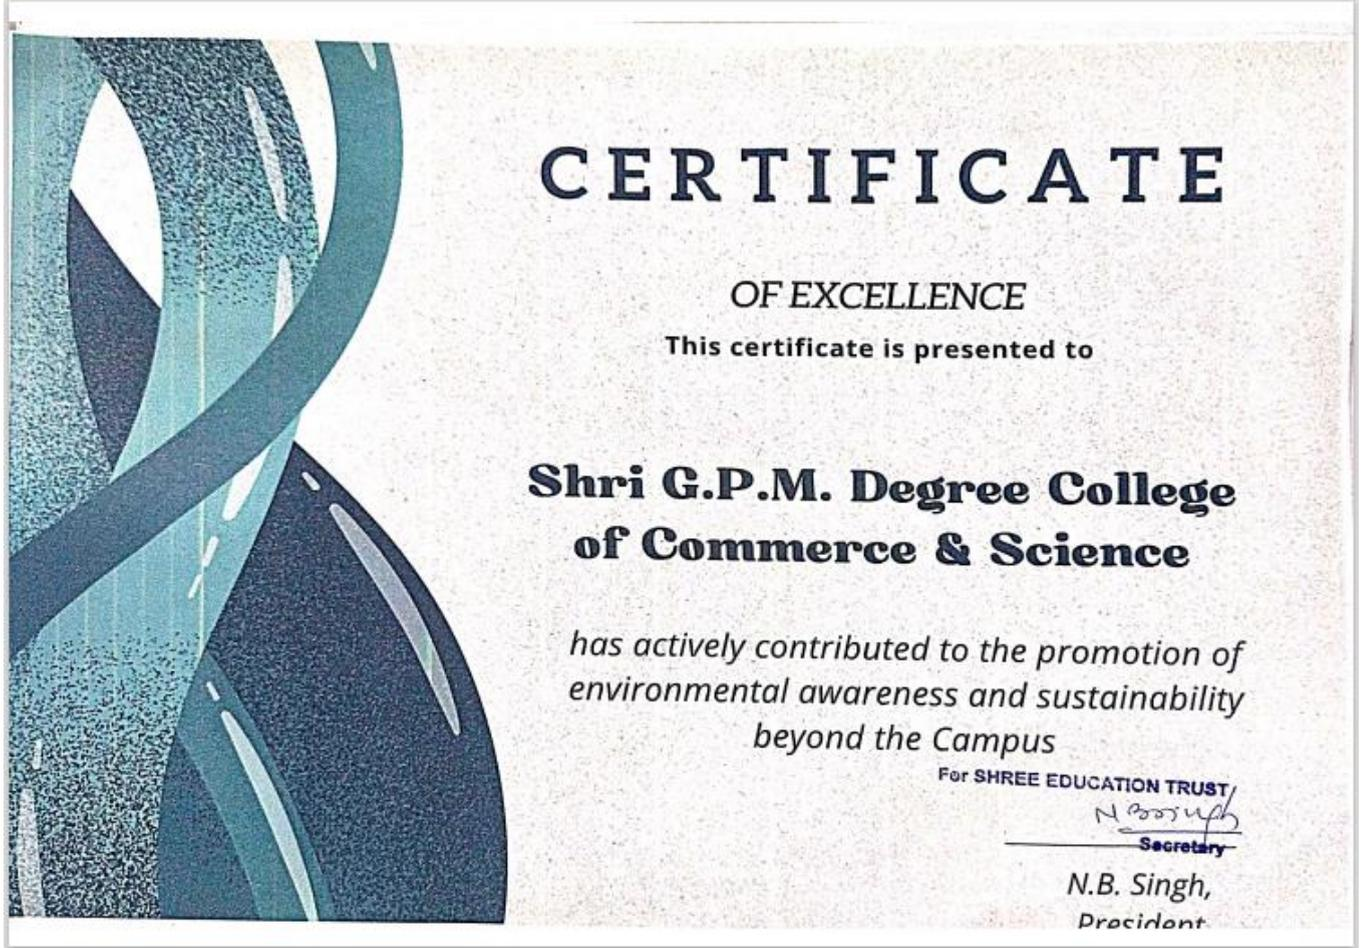 CERTIFICATE
OF EXCELLENCE
This certificate is presented to
Shri G.P.M. Degree College
of Commerce & Science
has actively contributed to the promotion of
environmental awareness and sustainability
beyond the Campus
For SHREE EDUCATION TRUST
N B Singh
Secretary
N.B. Singh,
President